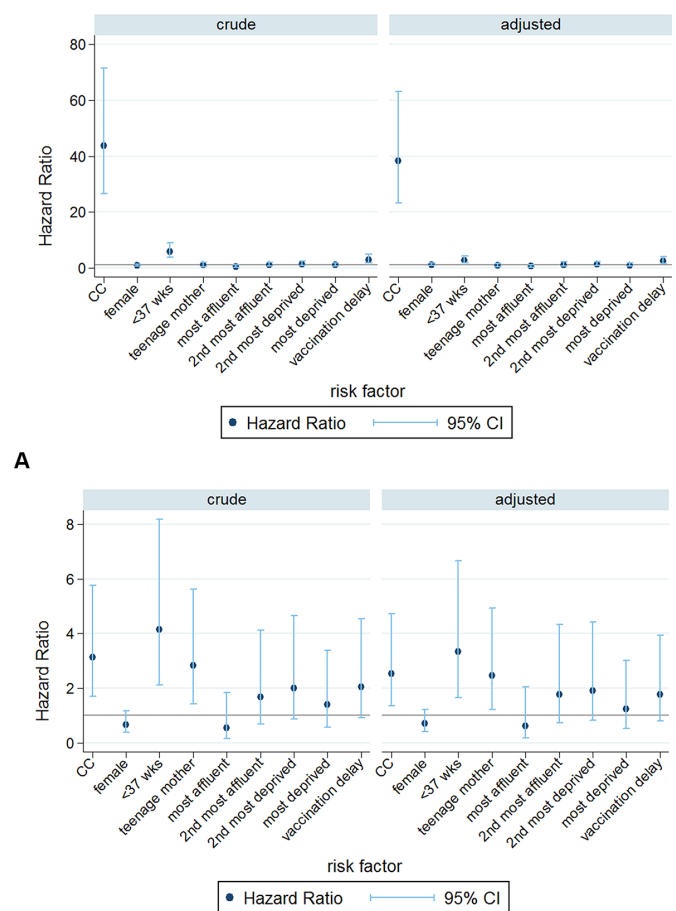 crude adjusted
80
60
40
20
0
Hazard Ratio
CC female <37 wks teenage mother most affluent 2nd most affluent 2nd most deprived most deprived vaccination delay
CC female <37 wks teenage mother most affluent 2nd most affluent 2nd most deprived most deprived vaccination delay
risk factor
Hazard Ratio 95% CI
A
crude adjusted
8
6
4
2
0
Hazard Ratio
CC female <37 wks teenage mother most affluent 2nd most affluent 2nd most deprived most deprived vaccination delay
CC female <37 wks teenage mother most affluent 2nd most affluent 2nd most deprived most deprived vaccination delay
risk factor
Hazard Ratio 95% CI